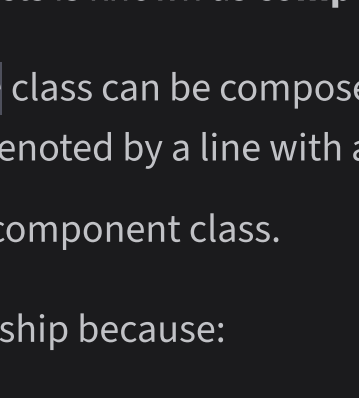 class can be compose
enoted by a line with a
component class.
ship because: